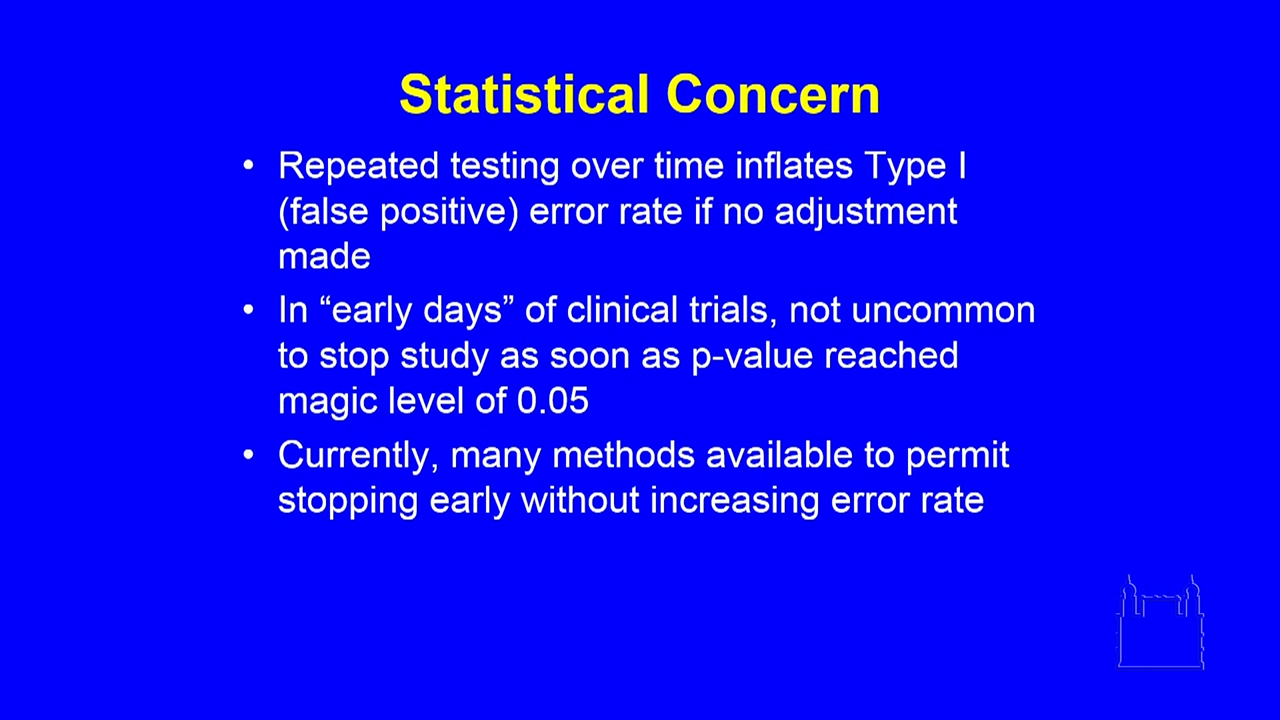 Statistical Concern
• Repeated testing over time inflates Type I
(false positive) error rate if no adjustment
made
• In “early days” of clinical trials, not uncommon
to stop study as soon as p-value reached
magic level of 0.05
• Currently, many methods available to permit
stopping early without increasing error rate